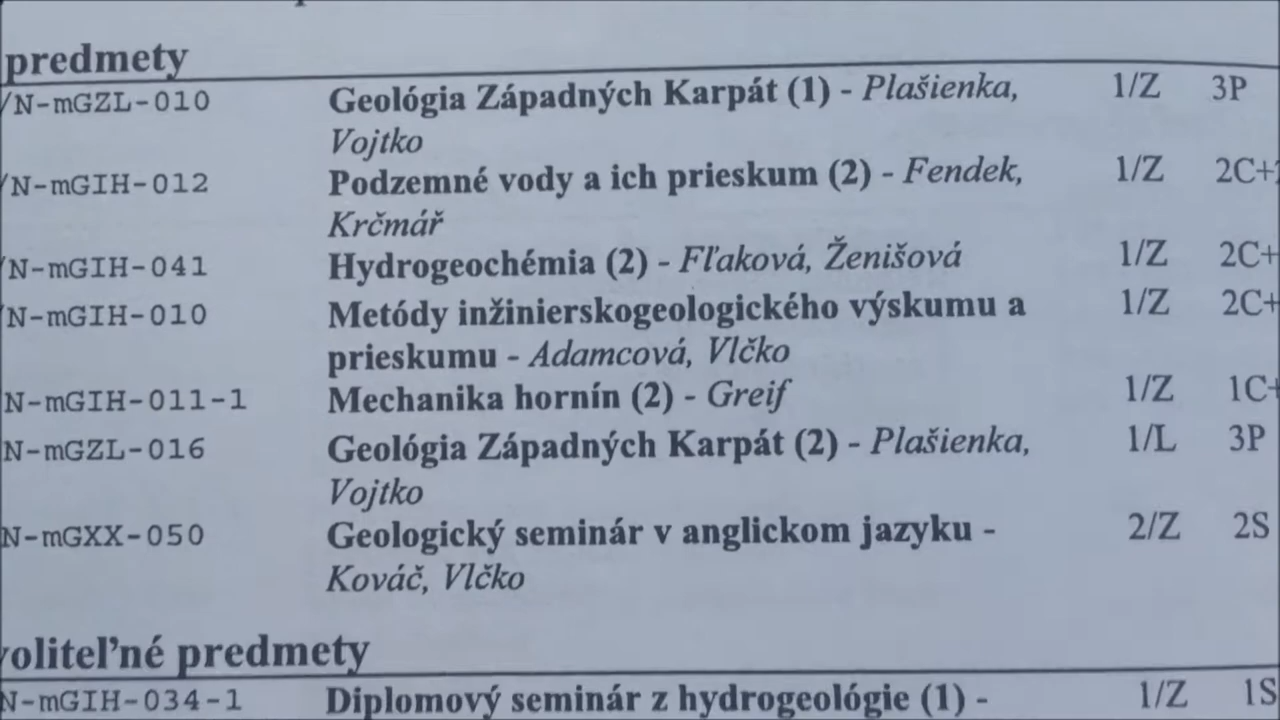 predmety
/N-mGZL-010 Geológia Západných Karpát (1) - Plašienka, 1/Z 3P
Vojtko
/N-mGIH-012 Podzemné vody a ich prieskum (2) - Fendek, 1/Z 2C+
Krčmář
/N-mGIH-041 Hydrogeochémia (2) - Fľaková, Ženišová 1/Z 2C+
/N-mGIH-010 Metódy inžinierskogeologického výskumu a 1/Z 2C+
prieskumu - Adamcová, Vlčko
N-mGIH-011-1 Mechanika hornín (2) - Greif 1/Z 1C+
N-mGZL-016 Geológia Západných Karpát (2) - Plašienka, 1/L 3P
Vojtko
N-mGXX-050 Geologický seminár v anglickom jazyku - 2/Z 2S
Kováč, Vlčko
voliteľné predmety
N-mGIH-034-1 Diplomový seminár z hydrogeológie (1) - 1/Z 1S